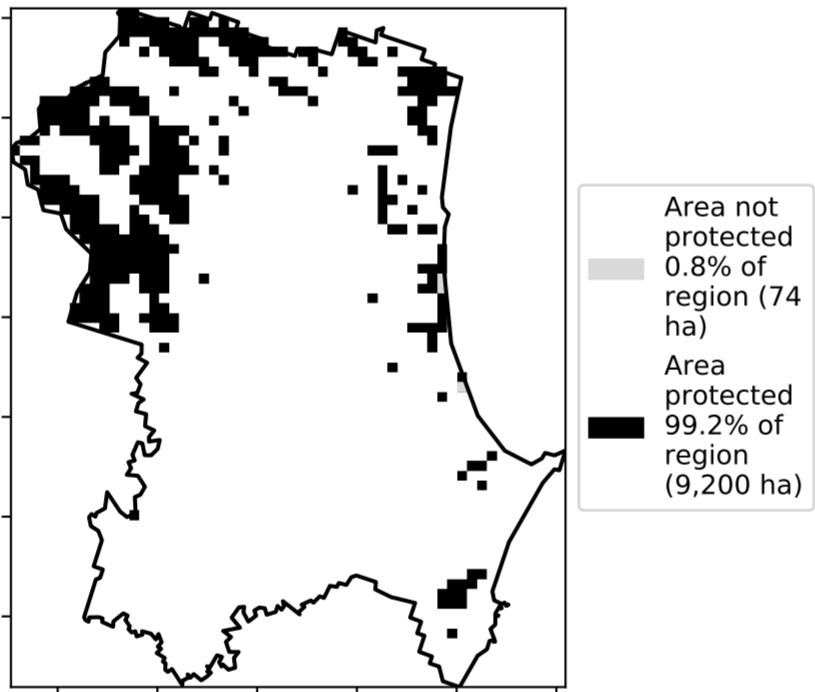 Area not
protected
0.8% of
region (74
ha)
Area
protected
99.2% of
region
(9,200 ha)